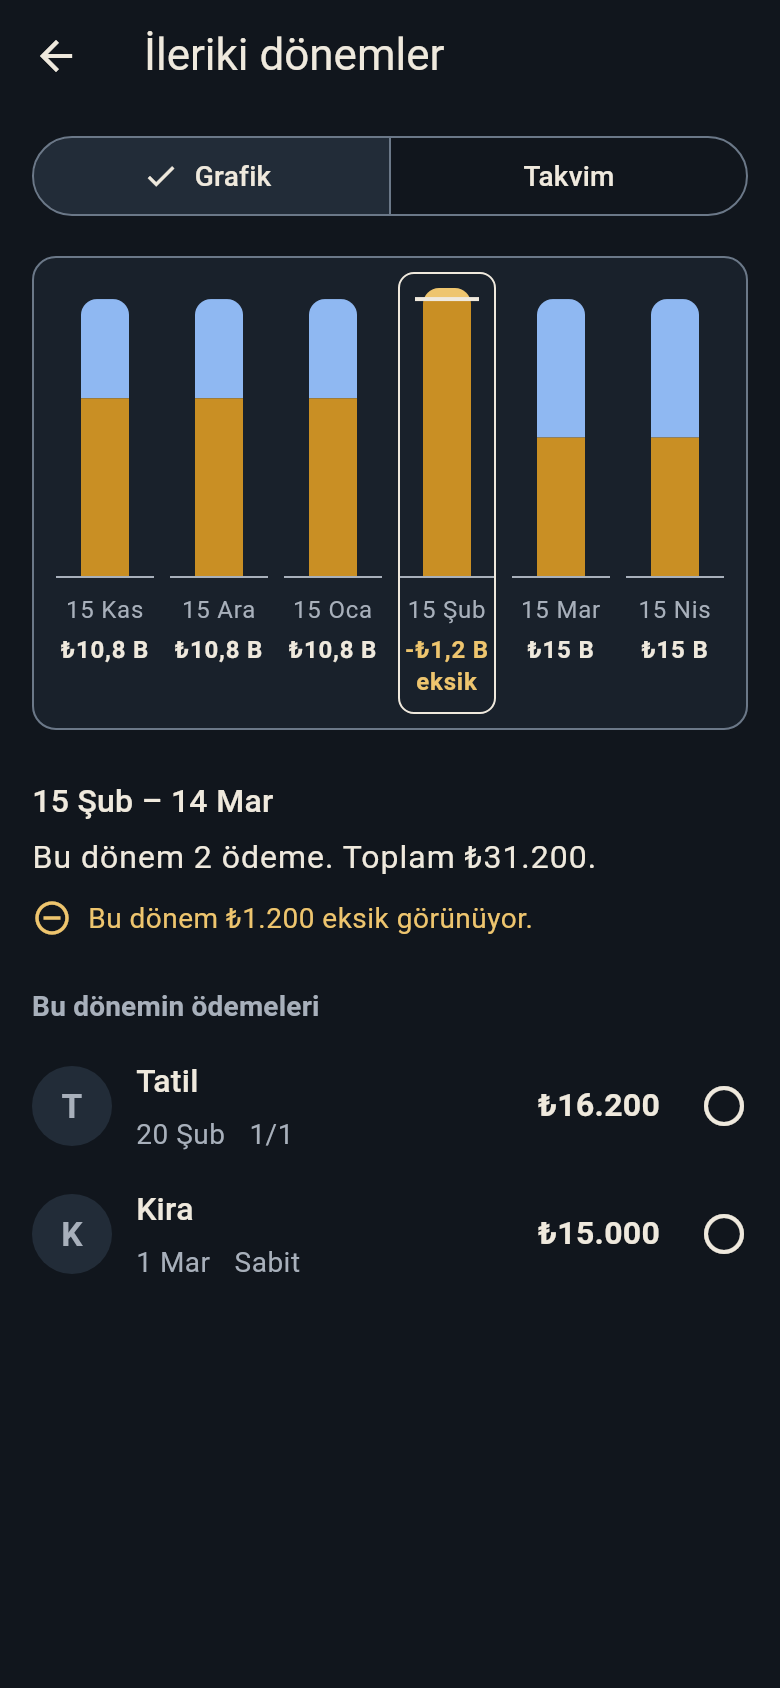 İleriki dönemler
Grafik
Takvim
15 Kas
₺10,8 B
15 Ara
₺10,8 B
15 Oca
₺10,8 B
15 Şub
-₺1,2 B
eksik
15 Mar
₺15 B
15 Nis
₺15 B
15 Şub – 14 Mar
Bu dönem 2 ödeme. Toplam ₺31.200.
Bu dönem ₺1.200 eksik görünüyor.
Bu dönemin ödemeleri
T
Tatil
20 Şub 1/1
₺16.200
K
Kira
1 Mar Sabit
₺15.000